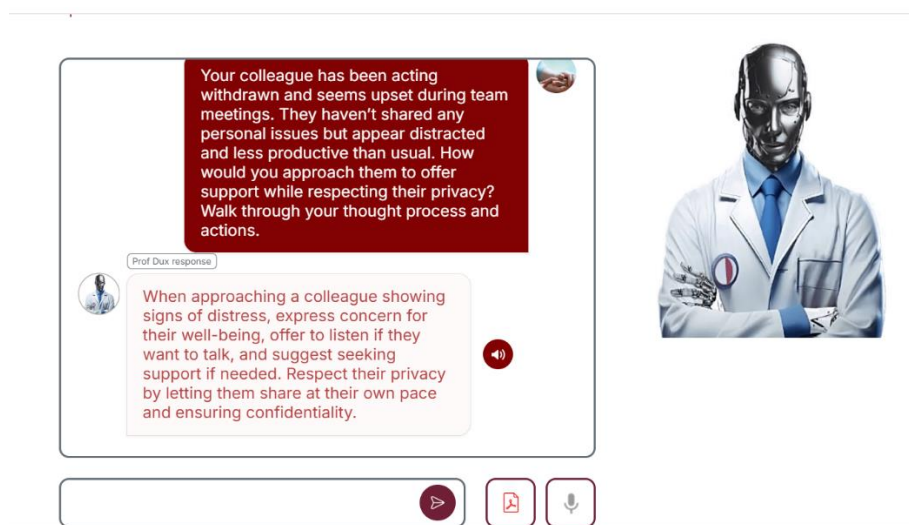 Your colleague has been acting
withdrawn and seems upset during team
meetings. They haven’t shared any
personal issues but appear distracted
and less productive than usual. How
would you approach them to offer
support while respecting their privacy?
Walk through your thought process and
actions.
Prof Dux response
When approaching a colleague showing
signs of distress, express concern for
their well-being, offer to listen if they
want to talk, and suggest seeking
support if needed. Respect their privacy
by letting them share at their own pace
and ensuring confidentiality.